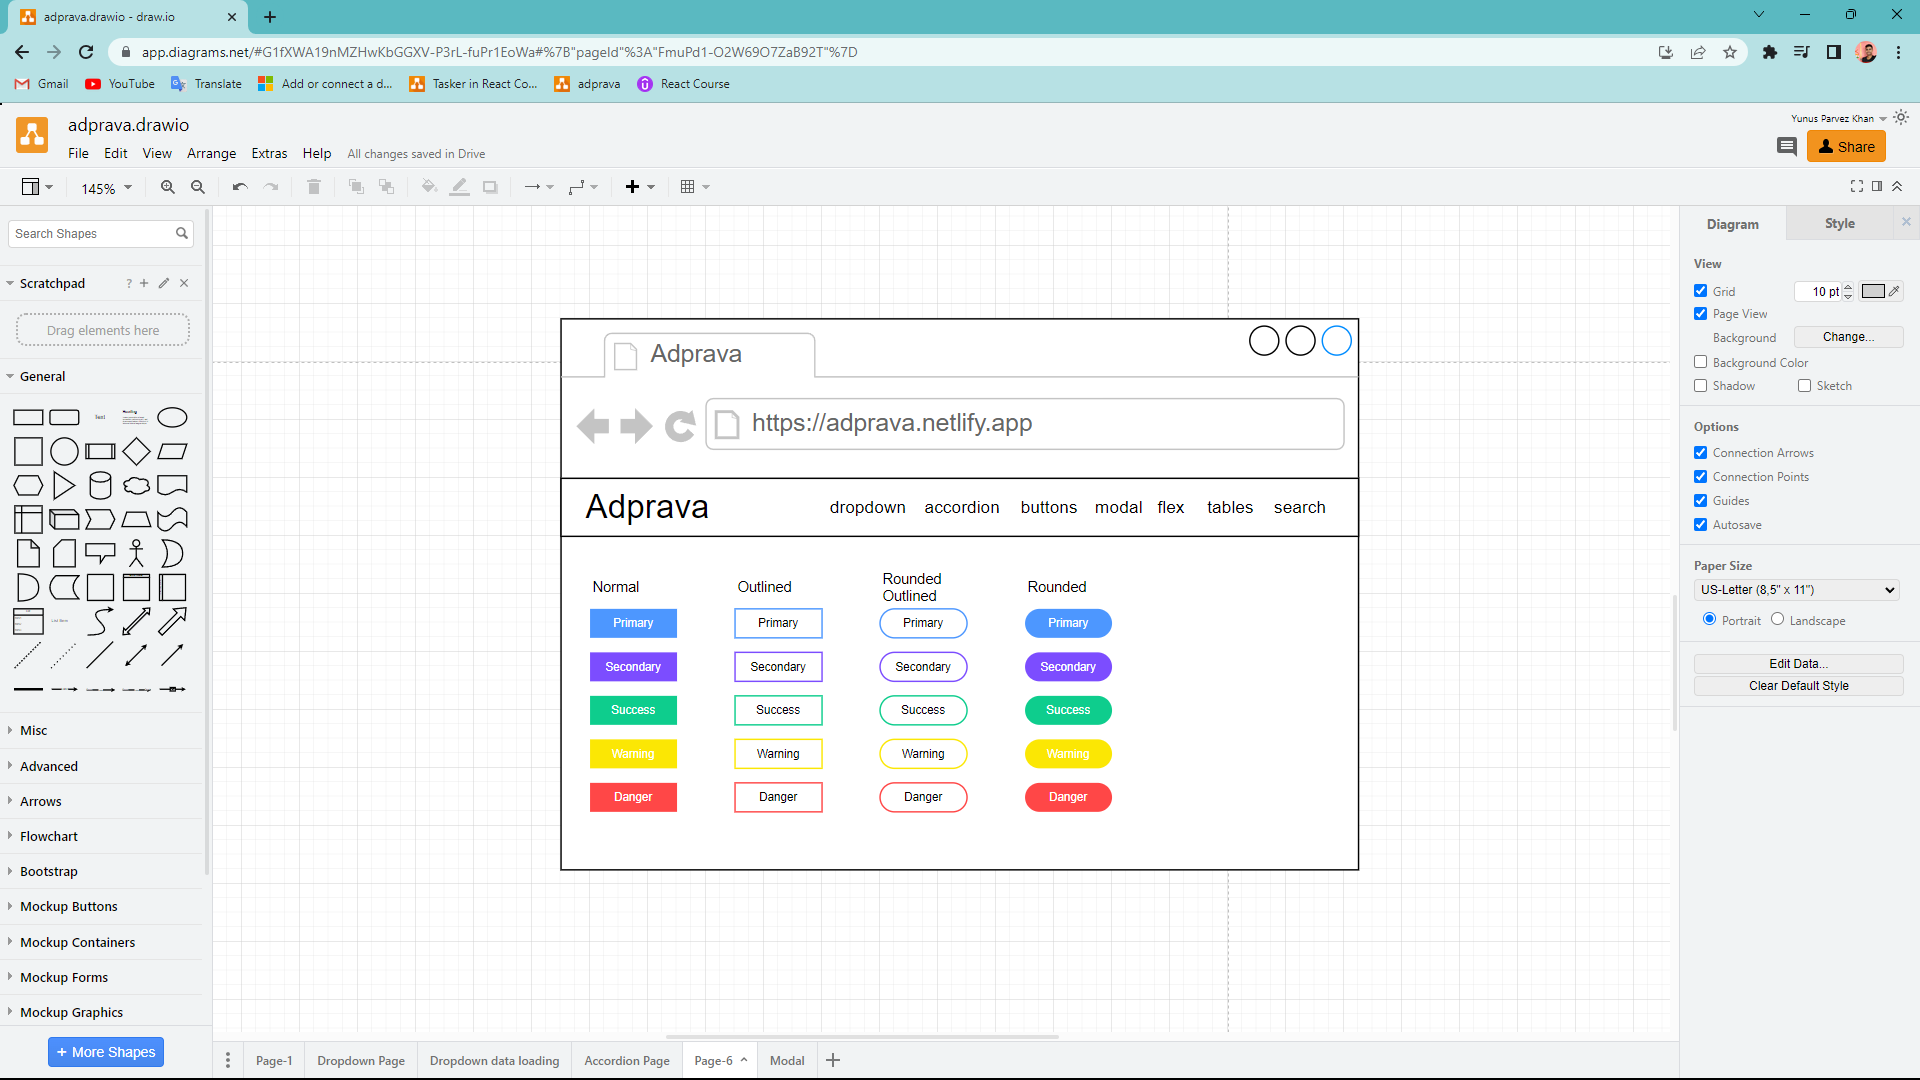 adprava.drawio - draw.io
app.diagrams.net/#G1fXWA19nMZHwKbGGXV-P3rL-fuPr1EoWa#%7B"pageId"%3A"FmuPd1-O2W69O7ZaB92T"%7D
Gmail YouTube Translate Add or connect a d... Tasker in React Co... adprava React Course
adprava.drawio
Yunus Parvez Khan
File Edit View Arrange Extras Help All changes saved in Drive
Share
145%
Search Shapes
Scratchpad ? 
Drag elements here
General
Text
Heading
Misc
Advanced
Arrows
Flowchart
Bootstrap
Mockup Buttons
Mockup Containers
Mockup Forms
Mockup Graphics
+ More Shapes
Adprava
https://adprava.netlify.app
Adprava
dropdown accordion buttons modal flex tables search
Normal Outlined Rounded Outlined Rounded
Primary Primary Primary Primary
Secondary Secondary Secondary Secondary
Success Success Success Success
Warning Warning Warning Warning
Danger Danger Danger Danger
Page-1 Dropdown Page Dropdown data loading Accordion Page Page-6 Modal
Diagram Style
View
Grid 10 pt
Page View
Background Change...
Background Color
Shadow Sketch
Options
Connection Arrows
Connection Points
Guides
Autosave
Paper Size
US-Letter (8,5" x 11")
Portrait Landscape
Edit Data...
Clear Default Style